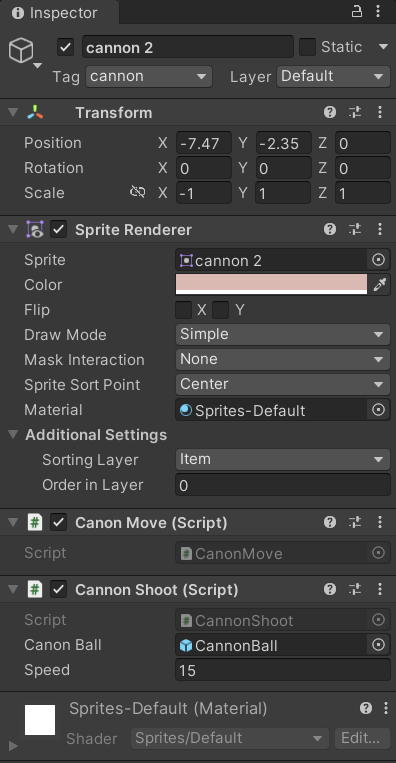 Inspector
cannon 2 Static
Tag cannon Layer Default
Transform
Position X -7.47 Y -2.35 Z 0
Rotation X 0 Y 0 Z 0
Scale X -1 Y 1 Z 1
Sprite Renderer
Sprite cannon 2
Color
Flip X Y
Draw Mode Simple
Mask Interaction None
Sprite Sort Point Center
Material Sprites-Default
Additional Settings
Sorting Layer Item
Order in Layer 0
# Canon Move (Script)
Script # CanonMove
# Cannon Shoot (Script)
Script # CannonShoot
Canon Ball CannonBall
Speed 15
Sprites-Default (Material)
Shader Sprites/Default Edit...